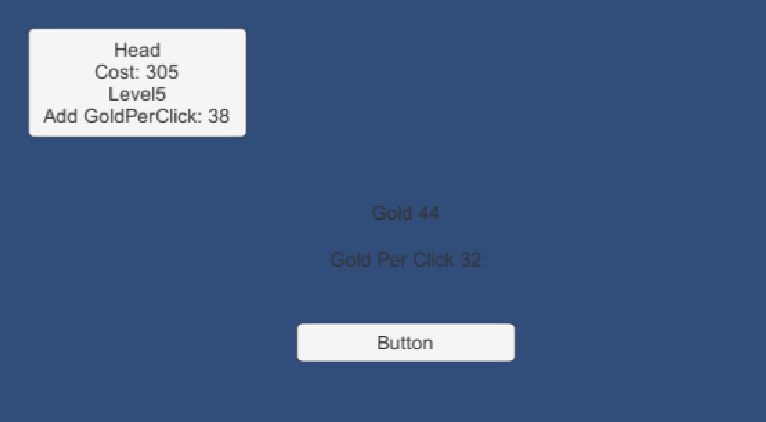 Head
Cost: 305
Level5
Add GoldPerClick: 38
Gold 44
Gold Per Click 32
Button